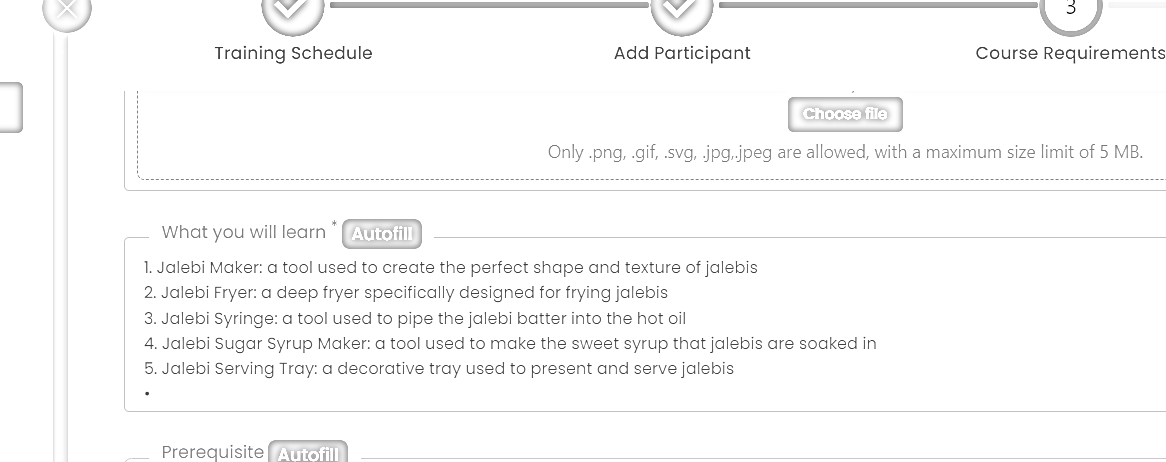 3
Training Schedule
Add Participant
Course Requirements
Choose file
Only .png, .gif, .svg, .jpg,.jpeg are allowed, with a maximum size limit of 5 MB.
What you will learn * Autofill
1. Jalebi Maker: a tool used to create the perfect shape and texture of jalebis
2. Jalebi Fryer: a deep fryer specifically designed for frying jalebis
3. Jalebi Syringe: a tool used to pipe the jalebi batter into the hot oil
4. Jalebi Sugar Syrup Maker: a tool used to make the sweet syrup that jalebis are soaked in
5. Jalebi Serving Tray: a decorative tray used to present and serve jalebis
•
Prerequisite Autofill